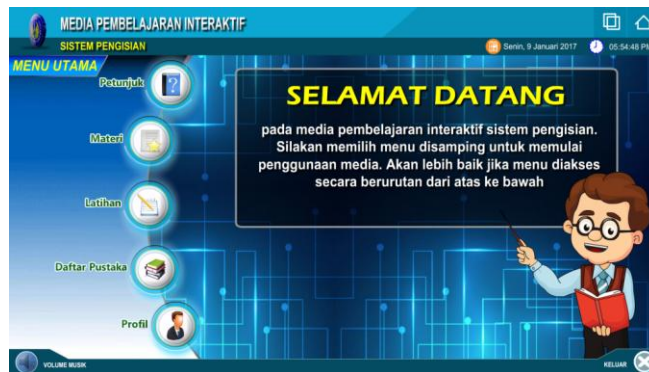 MEDIA PEMBELAJARAN INTERAKTIF
SISTEM PENGISIAN
Senin, 9 Januari 2017
05:54:48 PM
MENU UTAMA
Petunjuk
Materi
Latihan
Daftar Pustaka
Profil
SELAMAT DATANG
pada media pembelajaran interaktif sistem pengisian.
Silakan memilih menu disamping untuk memulai
penggunaan media. Akan lebih baik jika menu diakses
secara berurutan dari atas ke bawah
VOLUME MUSIK
KELUAR